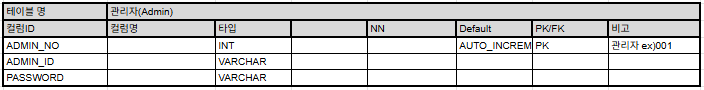 테이블 명 관리자(Admin)
컬럼ID 컬럼명 타입 NN Default PK/FK 비고
ADMIN_NO INT AUTO_INCREM PK 관리자 ex)001
ADMIN_ID VARCHAR
PASSWORD VARCHAR